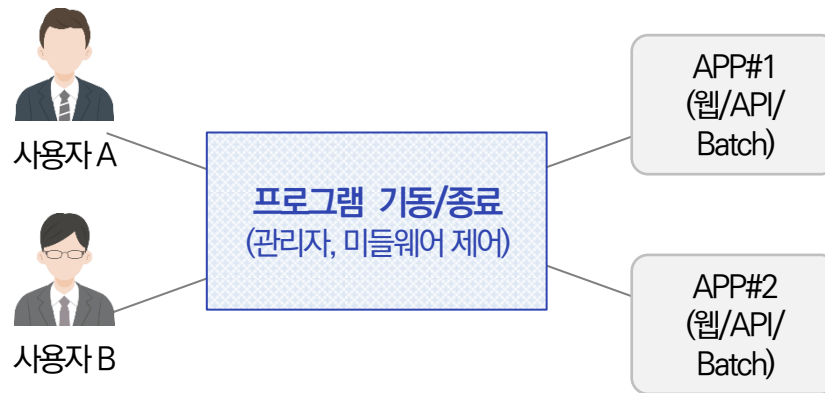 사용자 A
사용자 B
프로그램 기동/종료
(관리자, 미들웨어 제어)
APP#1
(웹/API/
Batch)
APP#2
(웹/API/
Batch)